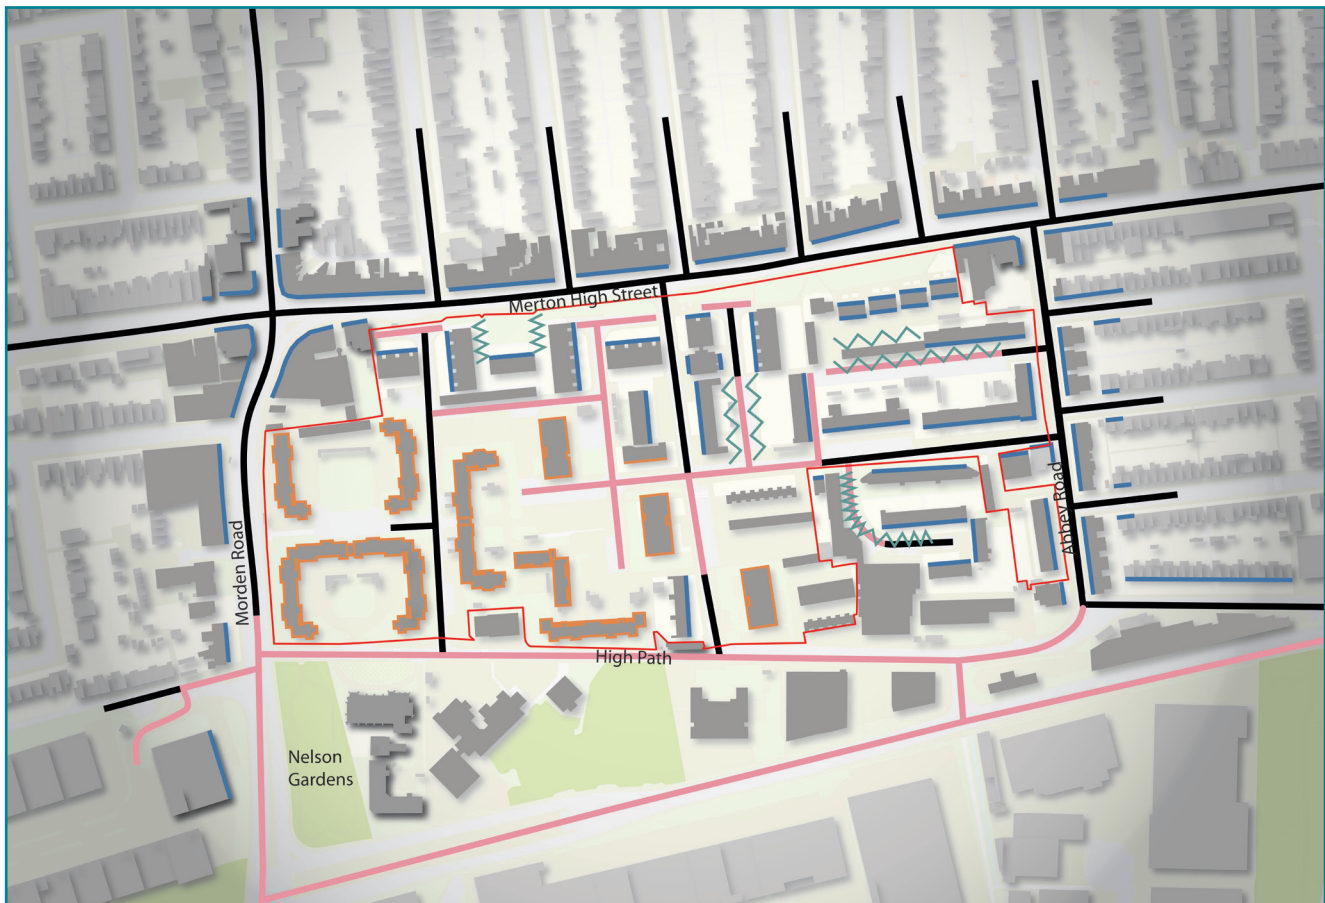 Merton High Street
Morden Road
Abbey Road
High Path
Nelson
Gardens